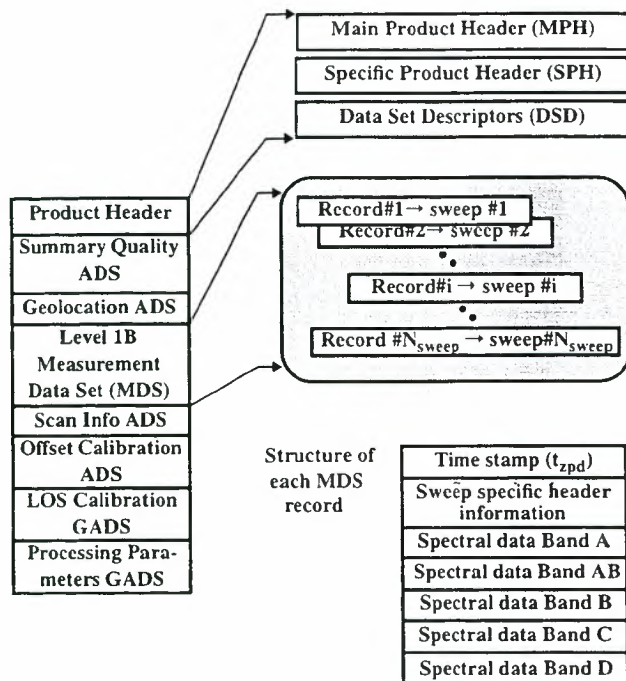 Main Product Header (MPH)
Specific Product Header (SPH)
Data Set Descriptors (DSD)
Product Header
Summary Quality
ADS
Geolocation ADS
Level 1B
Measurement
Data Set (MDS)
Scan Info ADS
Offset Calibration
ADS
LOS Calibration
GADS
Processing Para-
meters GADS
Record#1→ sweep #1
Record#2→ sweep #2
Record#i→ sweep #i
Record #N_sweep → sweep#N_sweep
Structure of
each MDS
record
Time stamp (t_zpd)
Sweep specific header
information
Spectral data Band A
Spectral data Band AB
Spectral data Band B
Spectral data Band C
Spectral data Band D